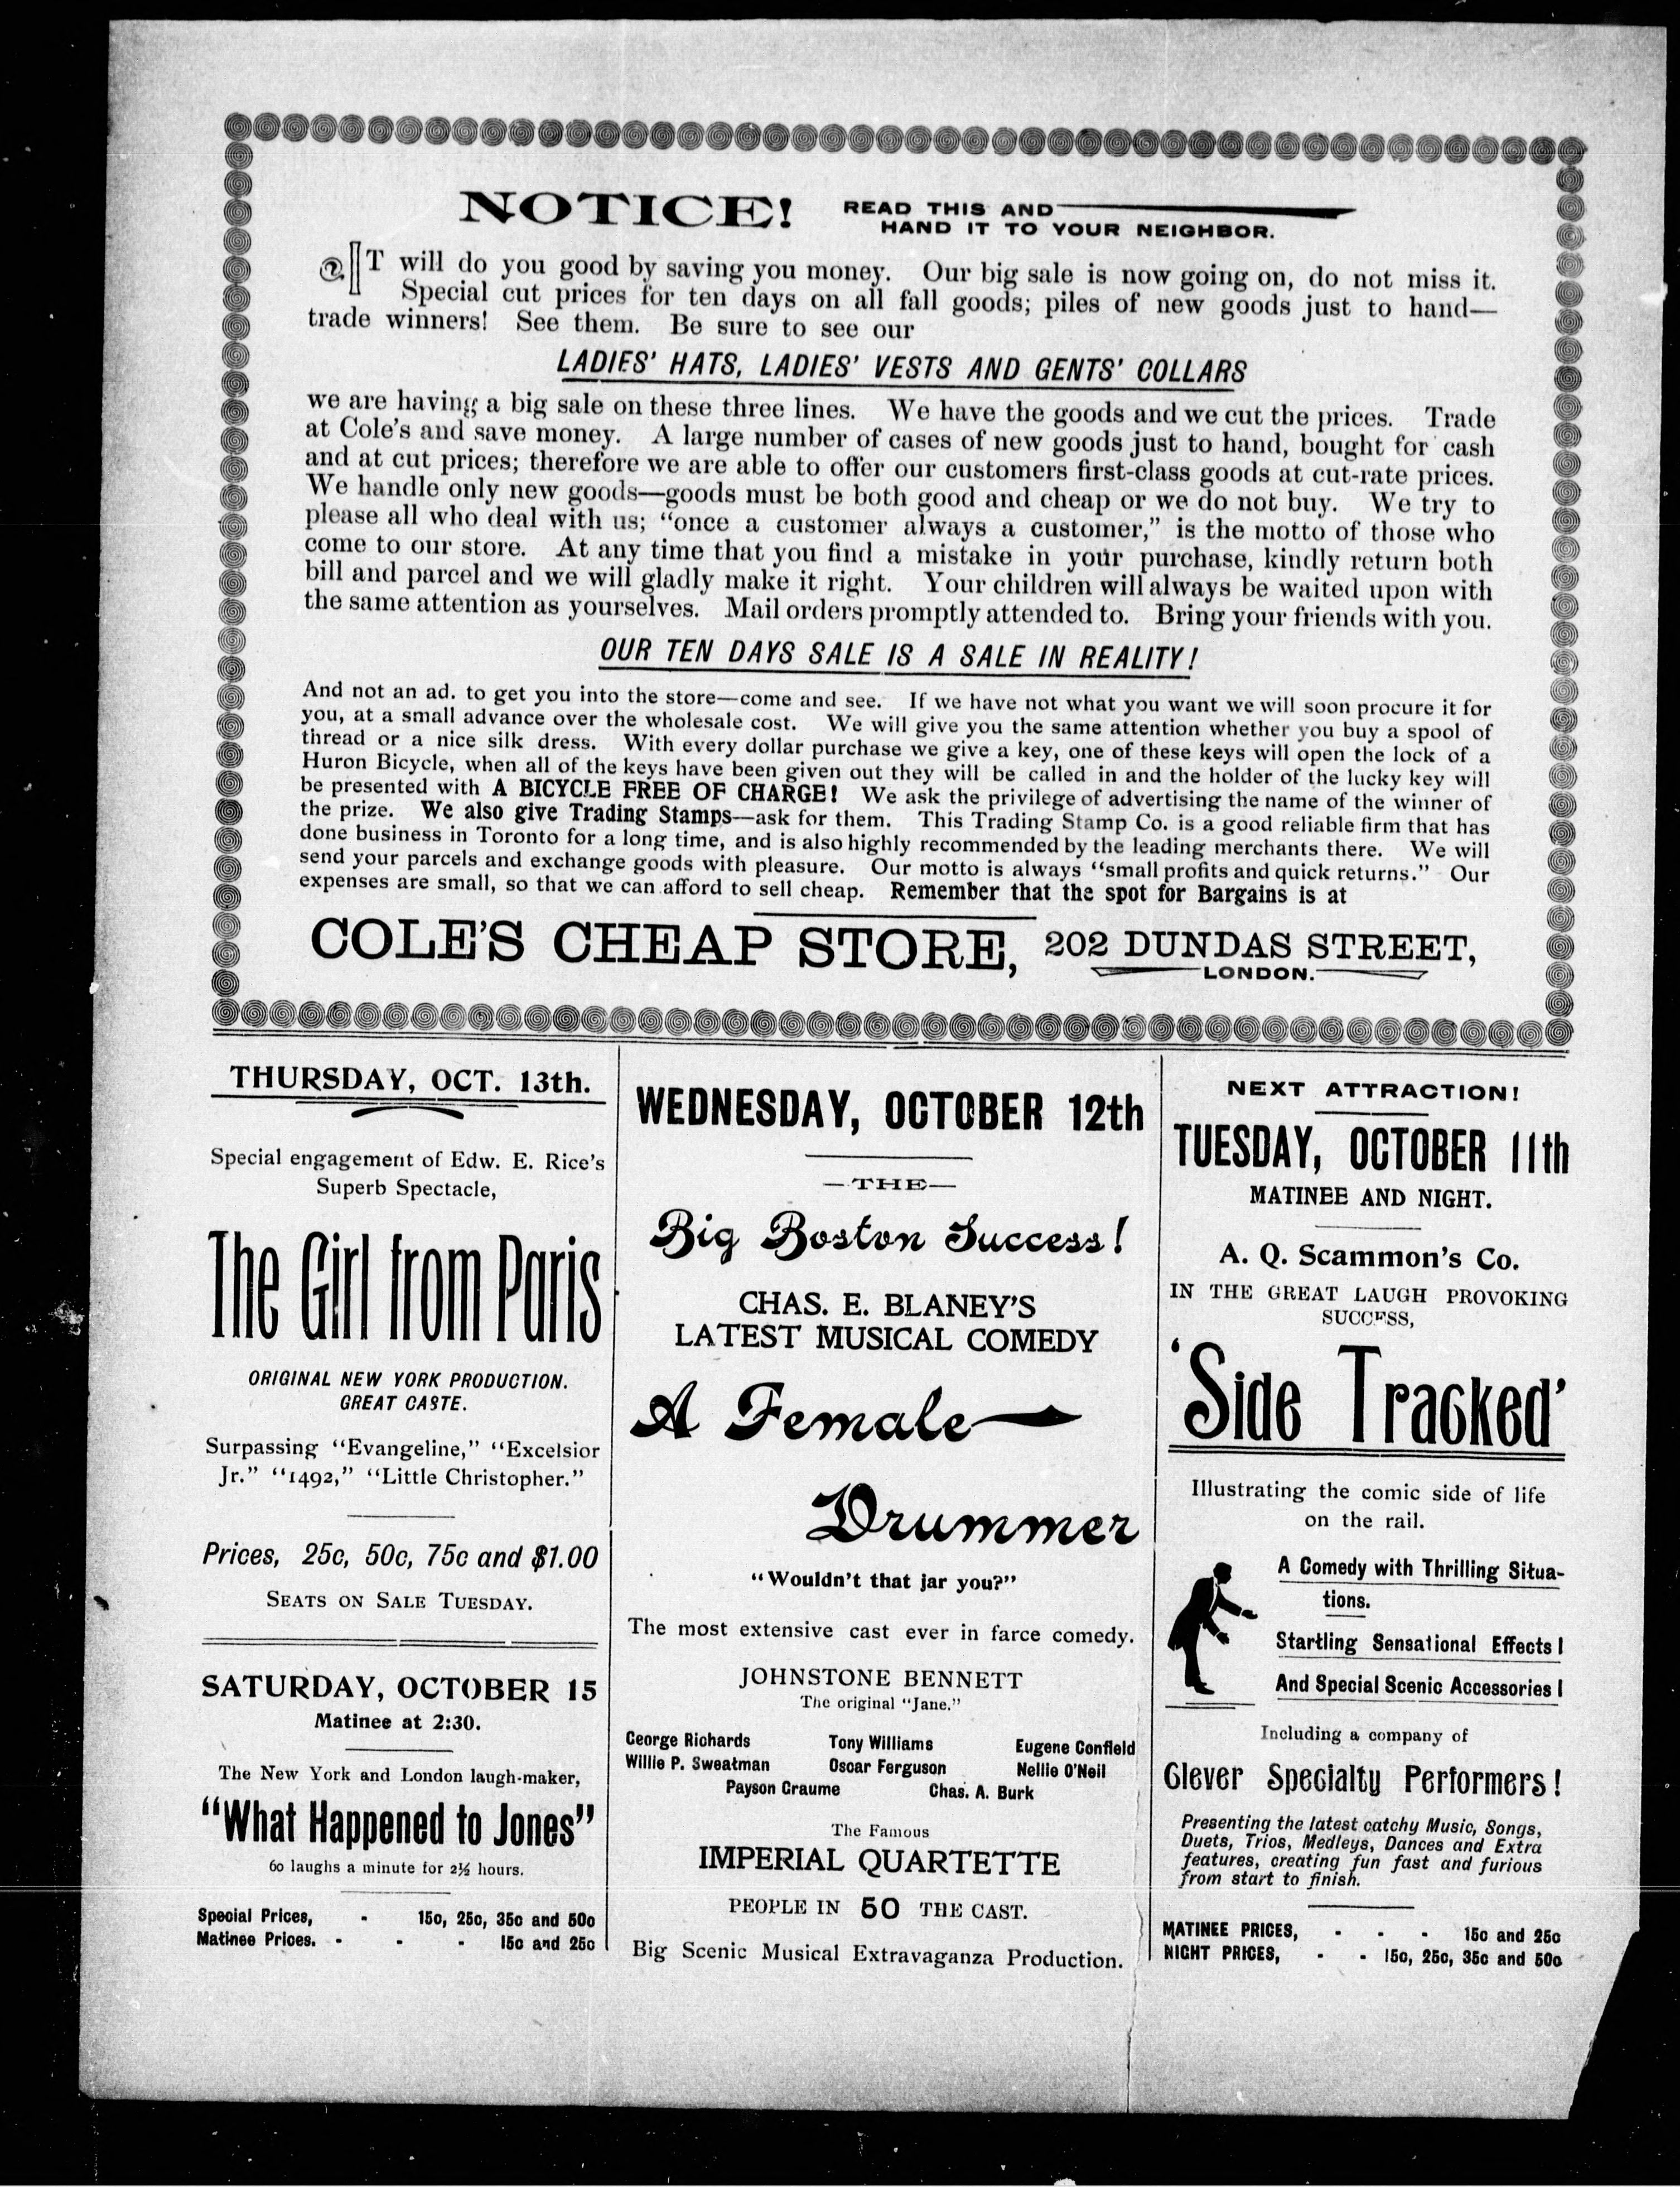 NOTICE! READ THIS AND
HAND IT TO YOUR NEIGHBOR.
IT will do you good by saving you money. Our big sale is now going on, do not miss it.
Special cut prices for ten days on all fall goods; piles of new goods just to hand—
trade winners! See them. Be sure to see our
LADIES' HATS, LADIES' VESTS AND GENTS' COLLARS
we are having a big sale on these three lines. We have the goods and we cut the prices. Trade
at Cole's and save money. A large number of cases of new goods just to hand, bought for cash
and at cut prices; therefore we are able to offer our customers first-class goods at cut-rate prices.
We handle only new goods—goods must be both good and cheap or we do not buy. We try to
please all who deal with us; "once a customer always a customer," is the motto of those who
come to our store. At any time that you find a mistake in your purchase, kindly return both
bill and parcel and we will gladly make it right. Your children will always be waited upon with
the same attention as yourselves. Mail orders promptly attended to. Bring your friends with you.
OUR TEN DAYS SALE IS A SALE IN REALITY!
And not an ad. to get you into the store—come and see. If we have not what you want we will soon procure it for
you, at a small advance over the wholesale cost. We will give you the same attention whether you buy a spool of
thread or a nice silk dress. With every dollar purchase we give a key, one of these keys will open the lock of a
Huron Bicycle, when all of the keys have been given out they will be called in and the holder of the lucky key will
be presented with A BICYCLE FREE OF CHARGE! We ask the privilege of advertising the name of the winner of
the prize. We also give Trading Stamps—ask for them. This Trading Stamp Co. is a good reliable firm that has
done business in Toronto for a long time, and is also highly recommended by the leading merchants there. We will
send your parcels and exchange goods with pleasure. Our motto is always "small profits and quick returns." Our
expenses are small, so that we can afford to sell cheap. Remember that the spot for Bargains is at
COLE'S CHEAP STORE, 202 DUNDAS STREET,
LONDON.
THURSDAY, OCT. 13th.
Special engagement of Edw. E. Rice's
Superb Spectacle,
The Girl from Paris
ORIGINAL NEW YORK PRODUCTION.
GREAT CASTE.
Surpassing "Evangeline," "Excelsior
Jr." "1492," "Little Christopher."
Prices, 25c, 50c, 75c and $1.00
SEATS ON SALE TUESDAY.
SATURDAY, OCTOBER 15
Matinee at 2:30.
The New York and London laugh-maker,
"What Happened to Jones"
60 laughs a minute for 2½ hours.
Special Prices, - 15c, 25c, 35c and 50c
Matinee Prices. - - - 15c and 25c
WEDNESDAY, OCTOBER 12th
—THE—
Big Boston Success!
CHAS. E. BLANEY'S
LATEST MUSICAL COMEDY
A Female
Drummer
"Wouldn't that jar you?"
The most extensive cast ever in farce comedy.
JOHNSTONE BENNETT
The original "Jane."
George Richards Tony Williams Eugene Confield
Willie P. Sweatman Oscar Ferguson Nellie O'Neil
Payson Graume Chas. A. Burk
The Famous
IMPERIAL QUARTETTE
PEOPLE IN 50 THE CAST.
Big Scenic Musical Extravaganza Production.
NEXT ATTRACTION!
TUESDAY, OCTOBER 11th
MATINEE AND NIGHT.
A. Q. Scammon's Co.
IN THE GREAT LAUGH PROVOKING
SUCCESS,
'Side Tracked'
Illustrating the comic side of life
on the rail.
A Comedy with Thrilling Situa-
tions.
Startling Sensational Effects!
And Special Scenic Accessories!
Including a company of
Clever Specialty Performers!
Presenting the latest catchy Music, Songs,
Duets, Trios, Medleys, Dances and Extra
features, creating fun fast and furious
from start to finish.
MATINEE PRICES, - - - 15c and 25c
NIGHT PRICES, - - 15c, 25c, 35c and 50c